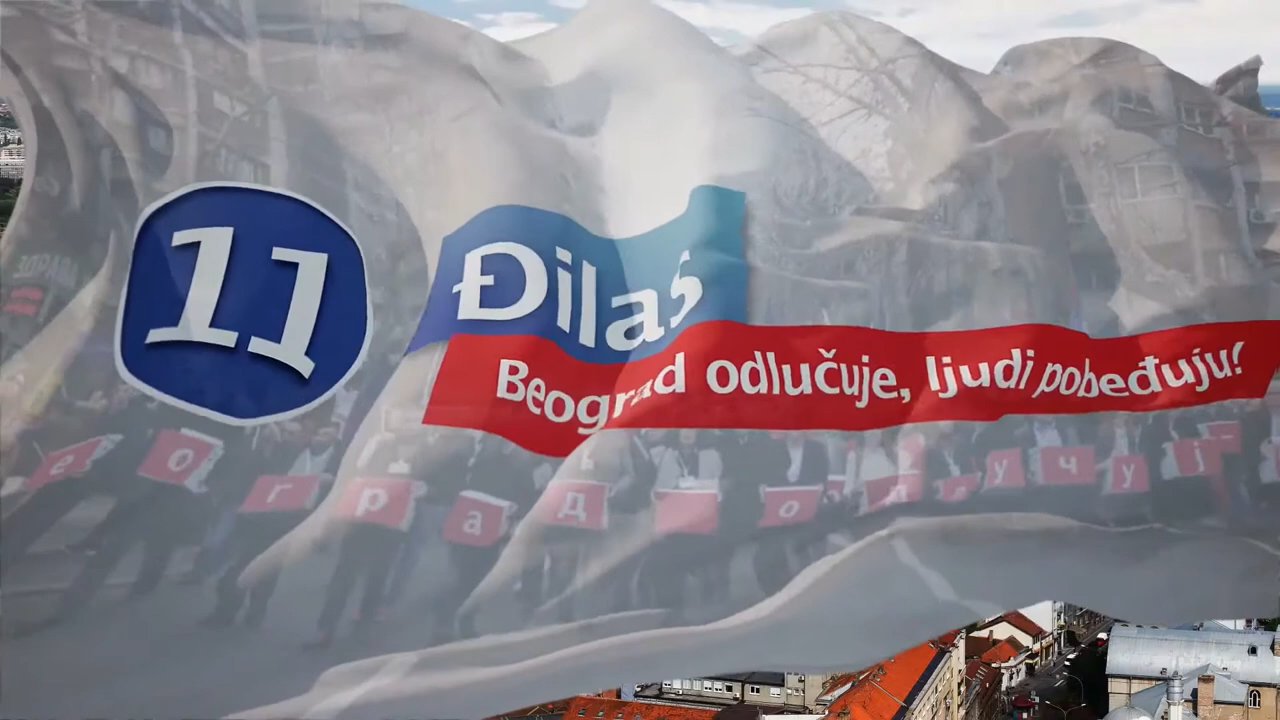 11
Đilas
Beograd odlučuje, ljudi pobeđuju!
е о г р а д о д л у ч у ј